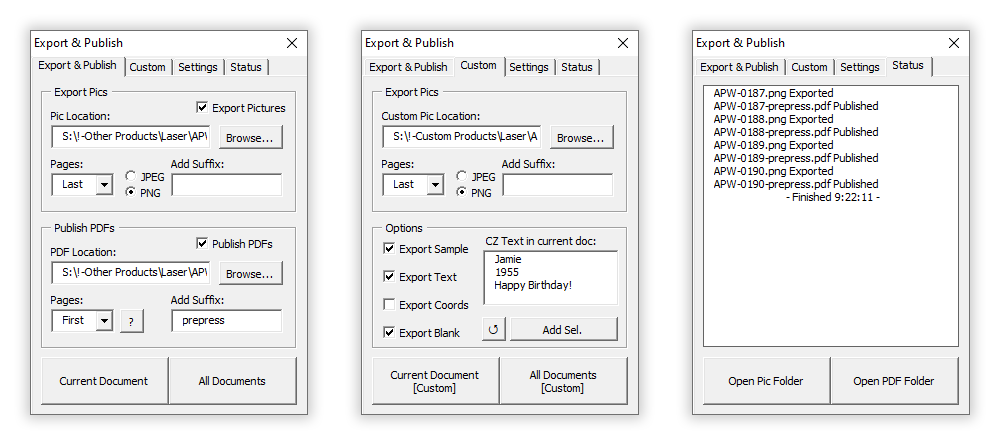 Export & Publish
Export & Publish Custom Settings Status
Export Pics
Export Pictures
Pic Location:
S:\!-Other Products\Laser\AP\
Browse...
Pages: Add Suffix:
Last JPEG
PNG
Publish PDFs
Publish PDFs
PDF Location:
S:\!-Other Products\Laser\AP\
Browse...
Pages: Add Suffix:
First ? prepress
Current Document All Documents
Export & Publish
Export & Publish Custom Settings Status
Export Pics
Custom Pic Location:
S:\!-Custom Products\Laser\A
Browse...
Pages: Add Suffix:
Last JPEG
PNG
Options
CZ Text in current doc:
Export Sample
Jamie
1955
Happy Birthday!
Export Text
Export Coords
Export Blank
↺ Add Sel.
Current Document
[Custom]
All Documents
[Custom]
Export & Publish
Export & Publish Custom Settings Status
APW-0187.png Exported
APW-0187-prepress.pdf Published
APW-0188.png Exported
APW-0188-prepress.pdf Published
APW-0189.png Exported
APW-0189-prepress.pdf Published
APW-0190.png Exported
APW-0190-prepress.pdf Published
- Finished 9:22:11 -
Open Pic Folder Open PDF Folder